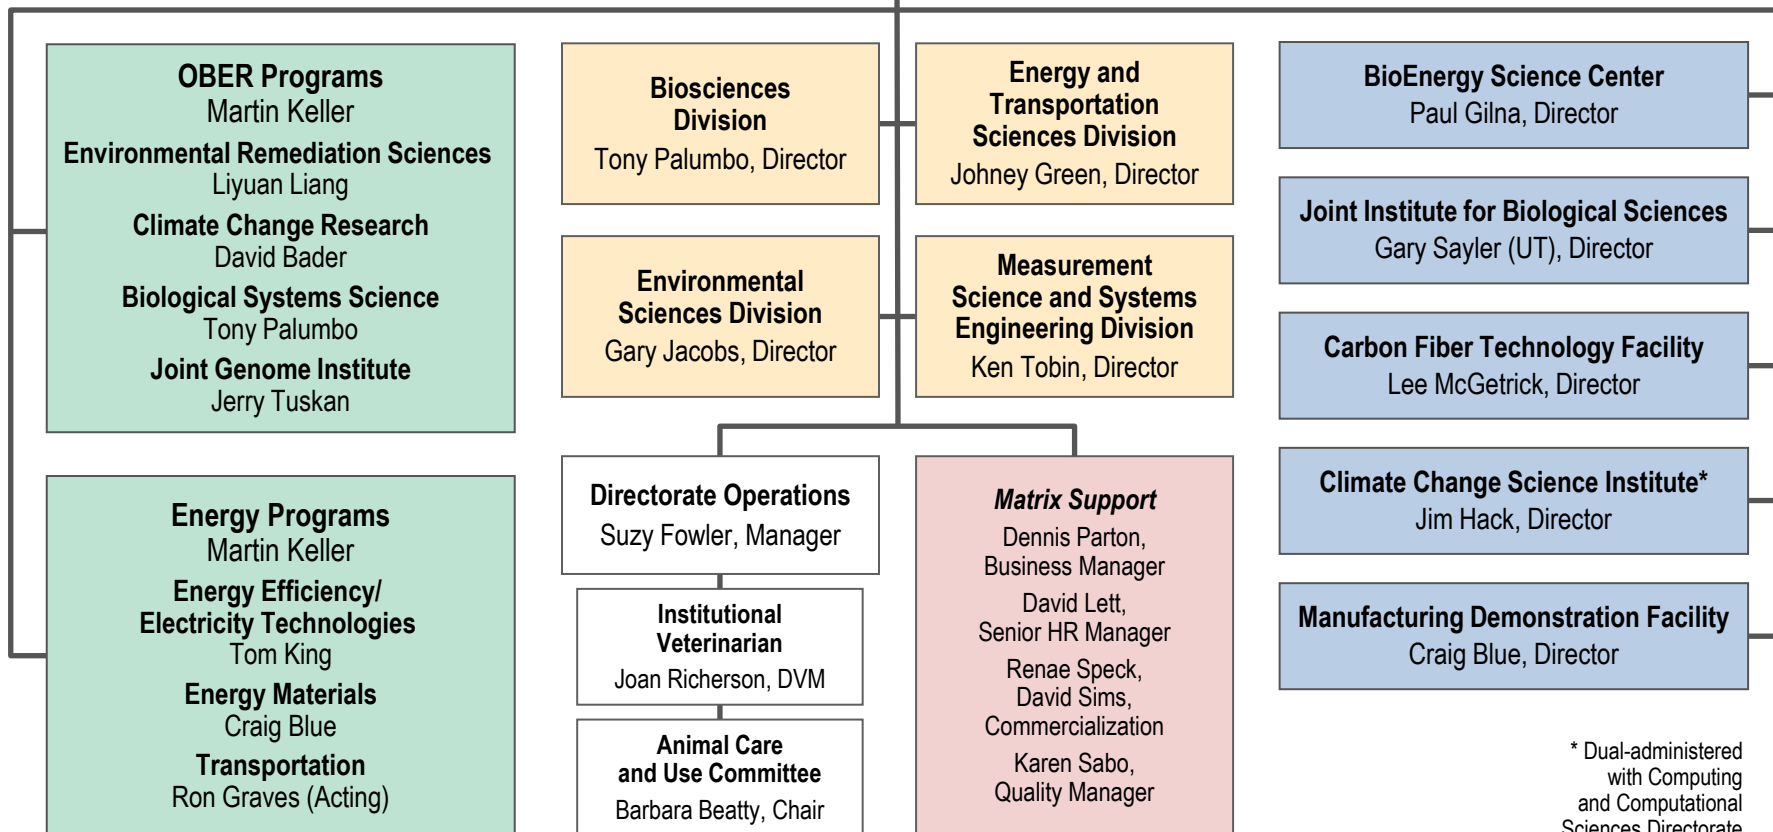 OBER Programs
Martin Keller
Environmental Remediation Sciences
Liyuan Liang
Climate Change Research
David Bader
Biological Systems Science
Tony Palumbo
Joint Genome Institute
Jerry Tuskan
Energy Programs
Martin Keller
Energy Efficiency/
Electricity Technologies
Tom King
Energy Materials
Craig Blue
Transportation
Ron Graves (Acting)
Biosciences
Division
Tony Palumbo, Director
Energy and
Transportation
Sciences Division
Johney Green, Director
Environmental
Sciences Division
Gary Jacobs, Director
Measurement
Science and Systems
Engineering Division
Ken Tobin, Director
Directorate Operations
Suzy Fowler, Manager
Institutional
Veterinarian
Joan Richerson, DVM
Animal Care
and Use Committee
Barbara Beatty, Chair
Matrix Support
Dennis Parton,
Business Manager
David Lett,
Senior HR Manager
Renae Speck,
David Sims,
Commercialization
Karen Sabo,
Quality Manager
BioEnergy Science Center
Paul Gilna, Director
Joint Institute for Biological Sciences
Gary Sayler (UT), Director
Carbon Fiber Technology Facility
Lee McGetrick, Director
Climate Change Science Institute*
Jim Hack, Director
Manufacturing Demonstration Facility
Craig Blue, Director
* Dual-administered
with Computing
and Computational
Sciences Directorate